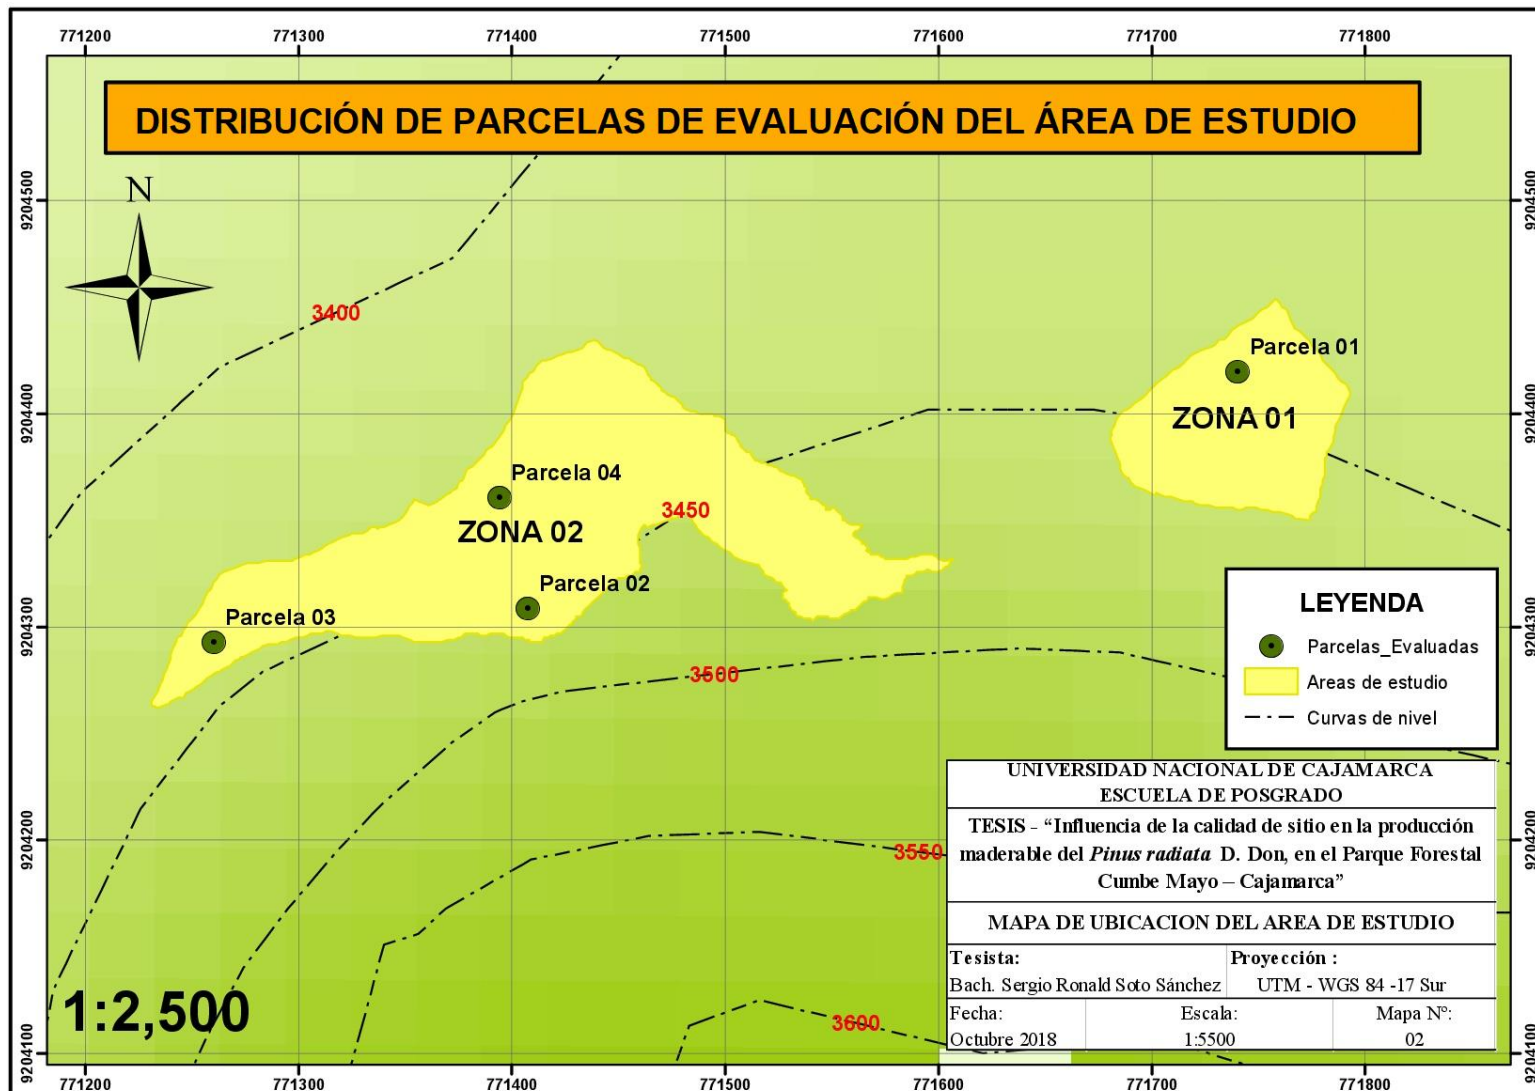 771200 771300 771400 771500 771600 771700 771800
DISTRIBUCIÓN DE PARCELAS DE EVALUACIÓN DEL ÁREA DE ESTUDIO
9204500 9204500
N
3400
Parcela 01
9204400 9204400
ZONA 01
Parcela 04
3450
ZONA 02
Parcela 02
Parcela 03
9204300 9204300
3500
LEYENDA
Parcelas_Evaluadas
Areas de estudio
Curvas de nivel
UNIVERSIDAD NACIONAL DE CAJAMARCA
ESCUELA DE POSGRADO
TESIS - “Influencia de la calidad de sitio en la producción
maderable del Pinus radiata D. Don, en el Parque Forestal
Cumbe Mayo – Cajamarca”
9204200 9204200
3550
MAPA DE UBICACION DEL AREA DE ESTUDIO
Tesista: Proyección :
Bach. Sergio Ronald Soto Sánchez UTM - WGS 84 -17 Sur
Fecha: Escala: Mapa Nº:
Octubre 2018 1:5500 02
1:2,500
3600
9204100 9204100
771200 771300 771400 771500 771600 771700 771800